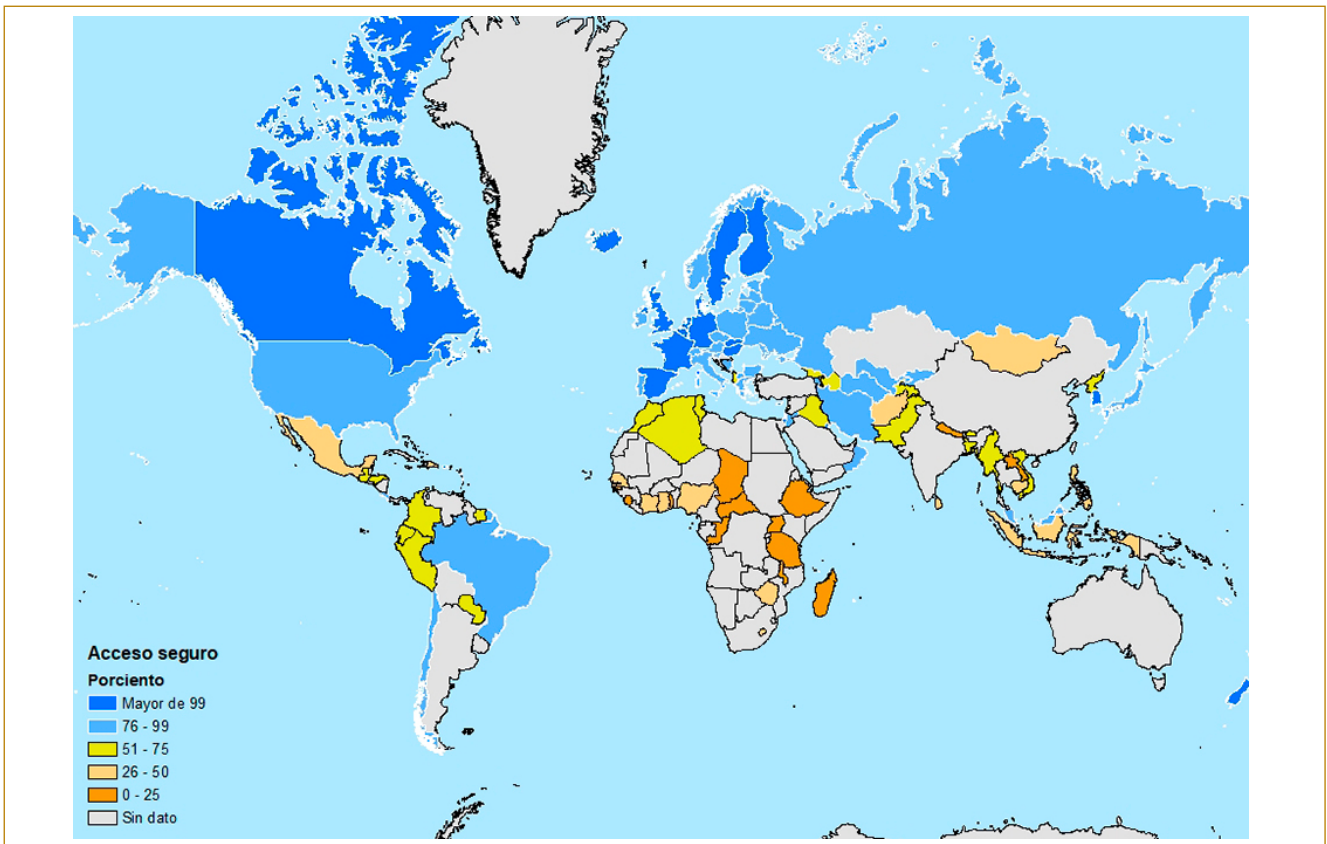 Acceso seguro
Porciento
Mayor de 99
76 - 99
51 - 75
26 - 50
0 - 25
Sin dato